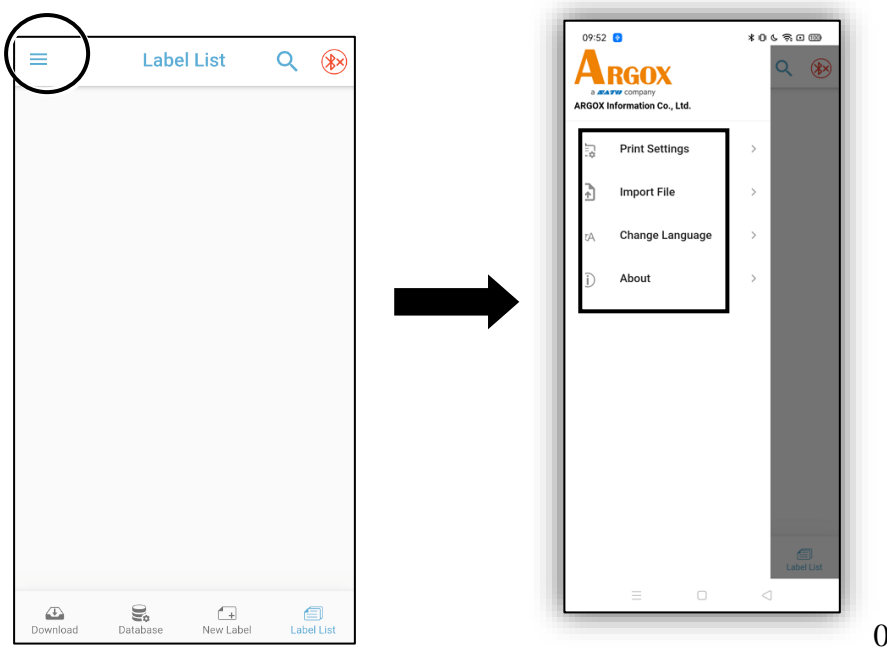 Label List
Download
Database
New Label
Label List
09:52
ARGOX
a SATO company
ARGOX Information Co., Ltd.
Print Settings
Import File
Change Language
About
Label List
0